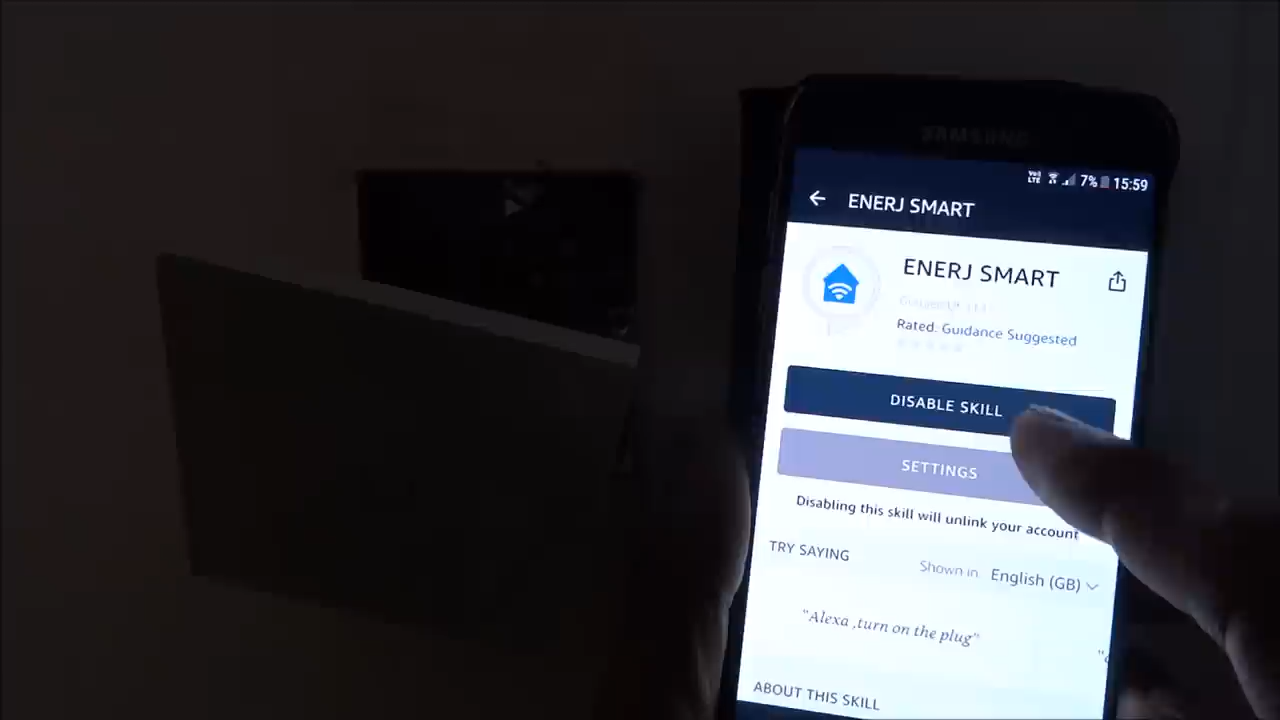 SAMSUNG
VoLTE 7% 15:59
ENERJ SMART
ENERJ SMART
Rated: Guidance Suggested
DISABLE SKILL
SETTINGS
Disabling this skill will unlink your account
TRY SAYING
Shown in English (GB)
"Alexa ,turn on the plug"
ABOUT THIS SKILL